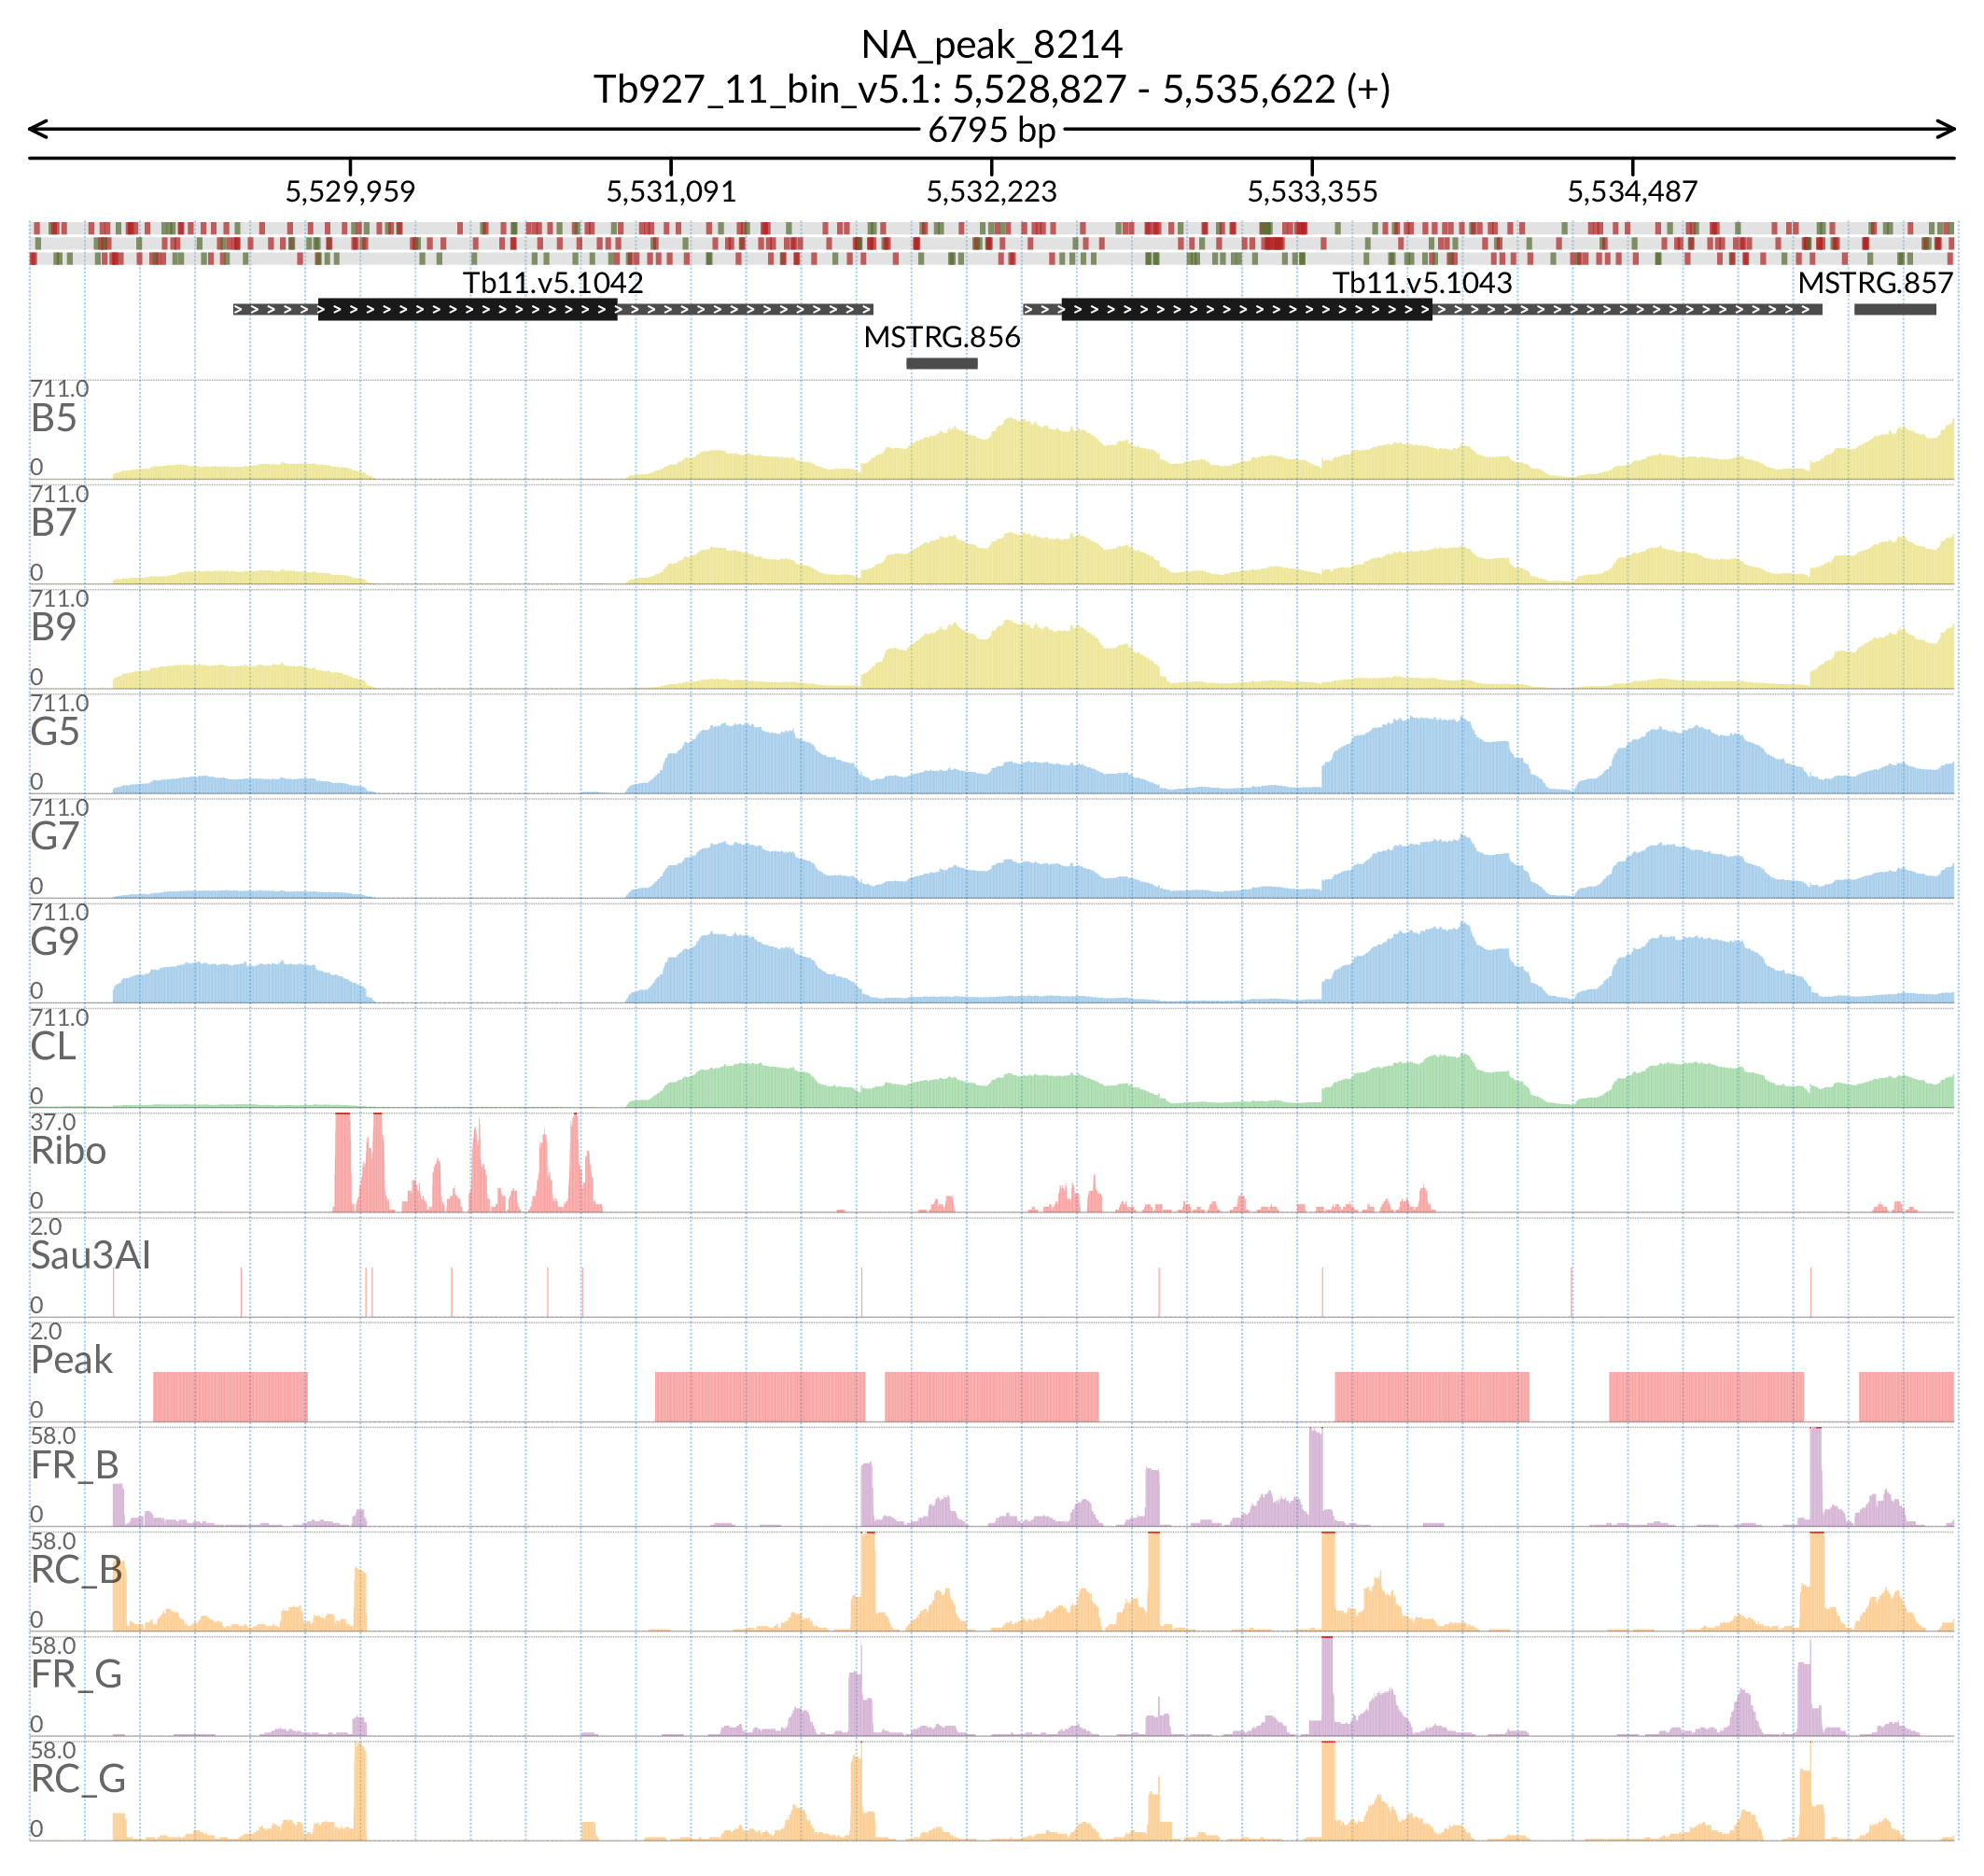 NA_peak_8214
Tb927_11_bin_v5.1: 5,528,827 - 5,535,622 (+)
6795 bp
5,529,959 5,531,091 5,532,223 5,533,355 5,534,487
Tb11.v5.1042 Tb11.v5.1043 MSTRG.857
MSTRG.856
711.0
B5
0
711.0
B7
0
711.0
B9
0
711.0
G5
0
711.0
G7
0
711.0
G9
0
711.0
CL
0
37.0
Ribo
0
2.0
Sau3AI
0
2.0
Peak
0
58.0
FR_B
0
58.0
RC_B
0
58.0
FR_G
0
58.0
RC_G
0